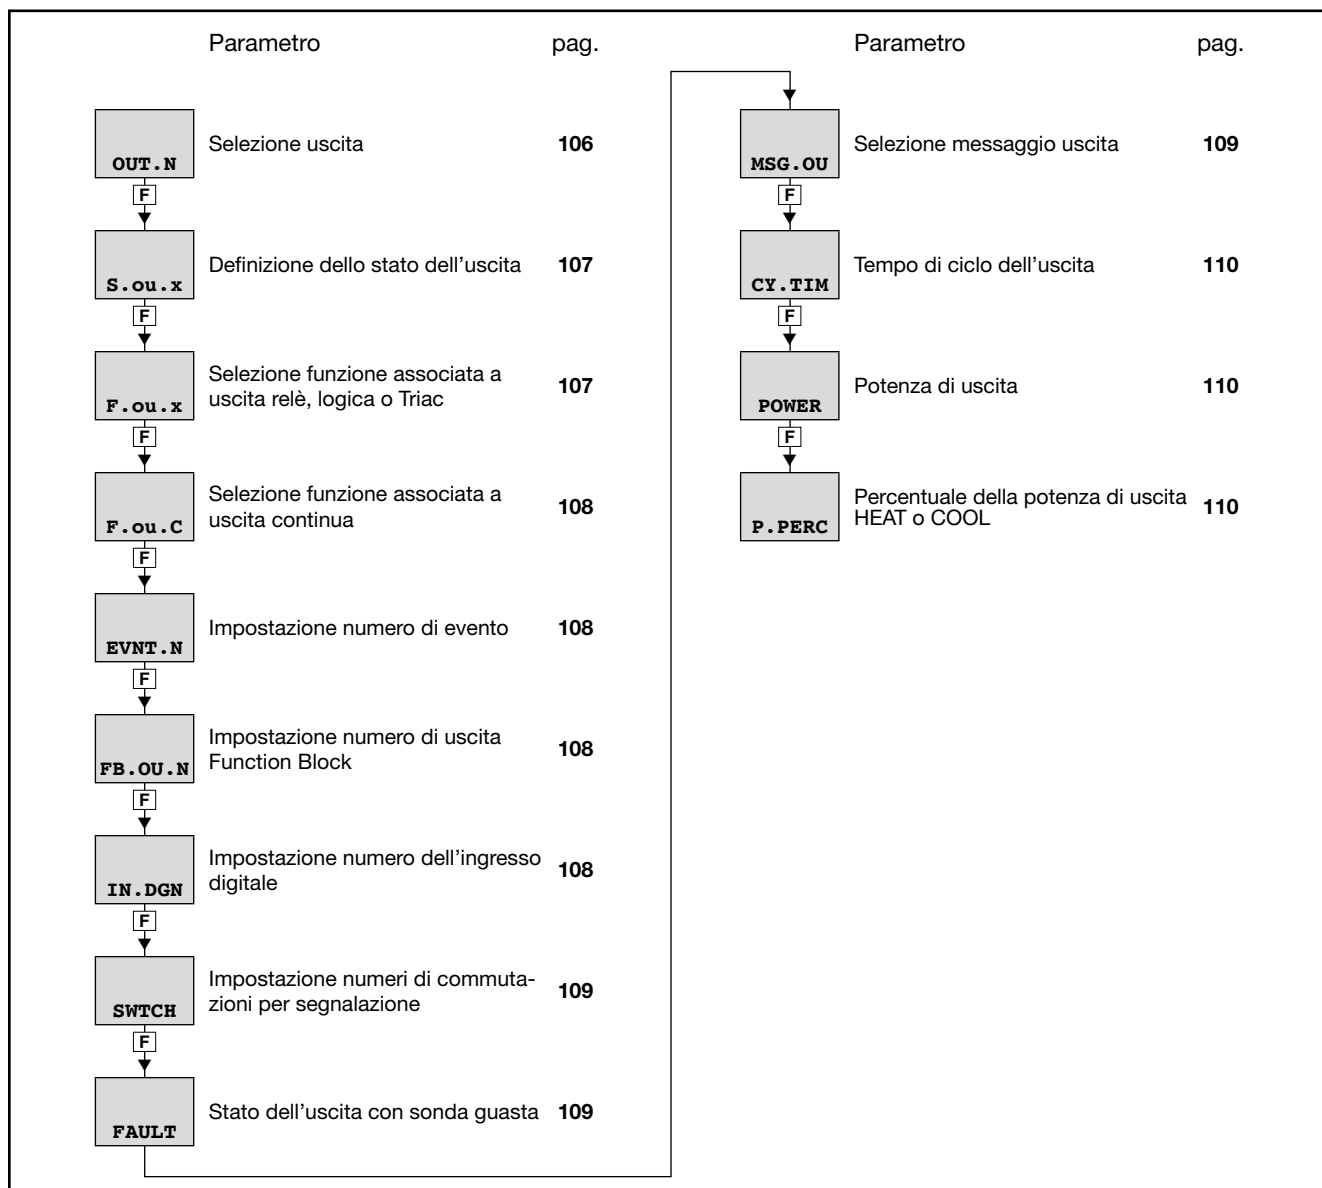 Parametro pag.
OUT.N Selezione uscita 106
F
S.ou.x Definizione dello stato dell'uscita 107
F
F.ou.x Selezione funzione associata a
uscita relè, logica o Triac 107
F
F.ou.C Selezione funzione associata a
uscita continua 108
F
EVNT.N Impostazione numero di evento 108
F
FB.OU.N Impostazione numero di uscita
Function Block 108
F
IN.DGN Impostazione numero dell'ingresso
digitale 108
F
SWTCH Impostazione numeri di commuta-
zioni per segnalazione 109
F
FAULT Stato dell'uscita con sonda guasta 109
Parametro pag.
MSG.OU Selezione messaggio uscita 109
F
CY.TIM Tempo di ciclo dell'uscita 110
F
POWER Potenza di uscita 110
F
P.PERC Percentuale della potenza di uscita
HEAT o COOL 110